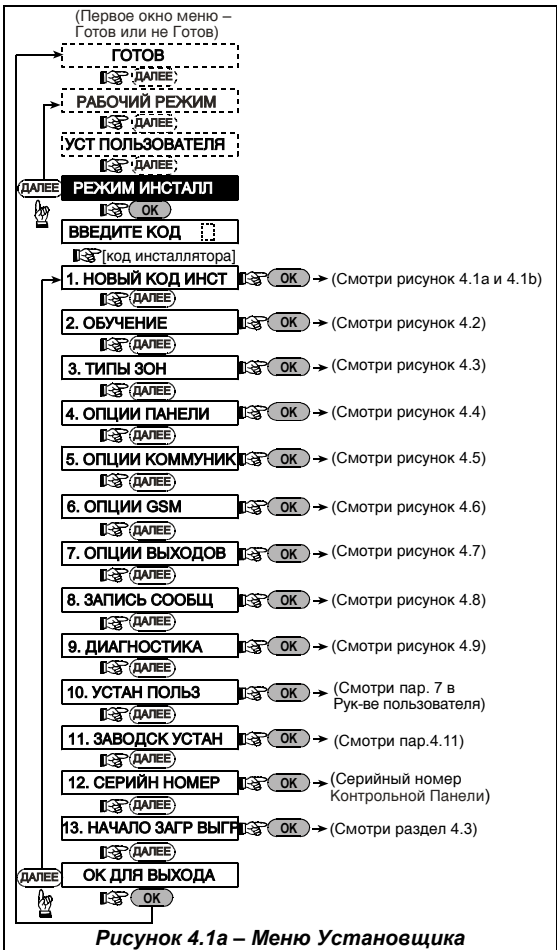 (Первое окно меню –
Готов или не Готов)
ГОТОВ
ДАЛЕЕ
РАБОЧИЙ РЕЖИМ
ДАЛЕЕ
УСТ ПОЛЬЗОВАТЕЛЯ
ДАЛЕЕ
ДАЛЕЕ РЕЖИМ ИНСТАЛЛ
OK
ВВЕДИТЕ КОД
[код инсталлятора]
1. НОВЫЙ КОД ИНСТ OK (Смотри рисунок 4.1a и 4.1b)
ДАЛЕЕ
2. ОБУЧЕНИЕ OK (Смотри рисунок 4.2)
ДАЛЕЕ
3. ТИПЫ ЗОН OK (Смотри рисунок 4.3)
ДАЛЕЕ
4. ОПЦИИ ПАНЕЛИ OK (Смотри рисунок 4.4)
ДАЛЕЕ
5. ОПЦИИ КОММУНИК OK (Смотри рисунок 4.5)
ДАЛЕЕ
6. ОПЦИИ GSM OK (Смотри рисунок 4.6)
ДАЛЕЕ
7. ОПЦИИ ВЫХОДОВ OK (Смотри рисунок 4.7)
ДАЛЕЕ
8. ЗАПИСЬ СООБЩ OK (Смотри рисунок 4.8)
ДАЛЕЕ
9. ДИАГНОСТИКА OK (Смотри рисунок 4.9)
ДАЛЕЕ
10. УСТАН ПОЛЬЗ OK (Смотри пар. 7 в
Рук-ве пользователя)
ДАЛЕЕ
11. ЗАВОДСК УСТАН OK (Смотри пар.4.11)
ДАЛЕЕ
12. СЕРИЙН НОМЕР OK (Серийный номер
Контрольной Панели)
ДАЛЕЕ
13. НАЧАЛО ЗАГР ВЫГР OK (Смотри раздел 4.3)
ДАЛЕЕ
ДАЛЕЕ ОК ДЛЯ ВЫХОДА
OK
Рисунок 4.1a – Меню Установщика